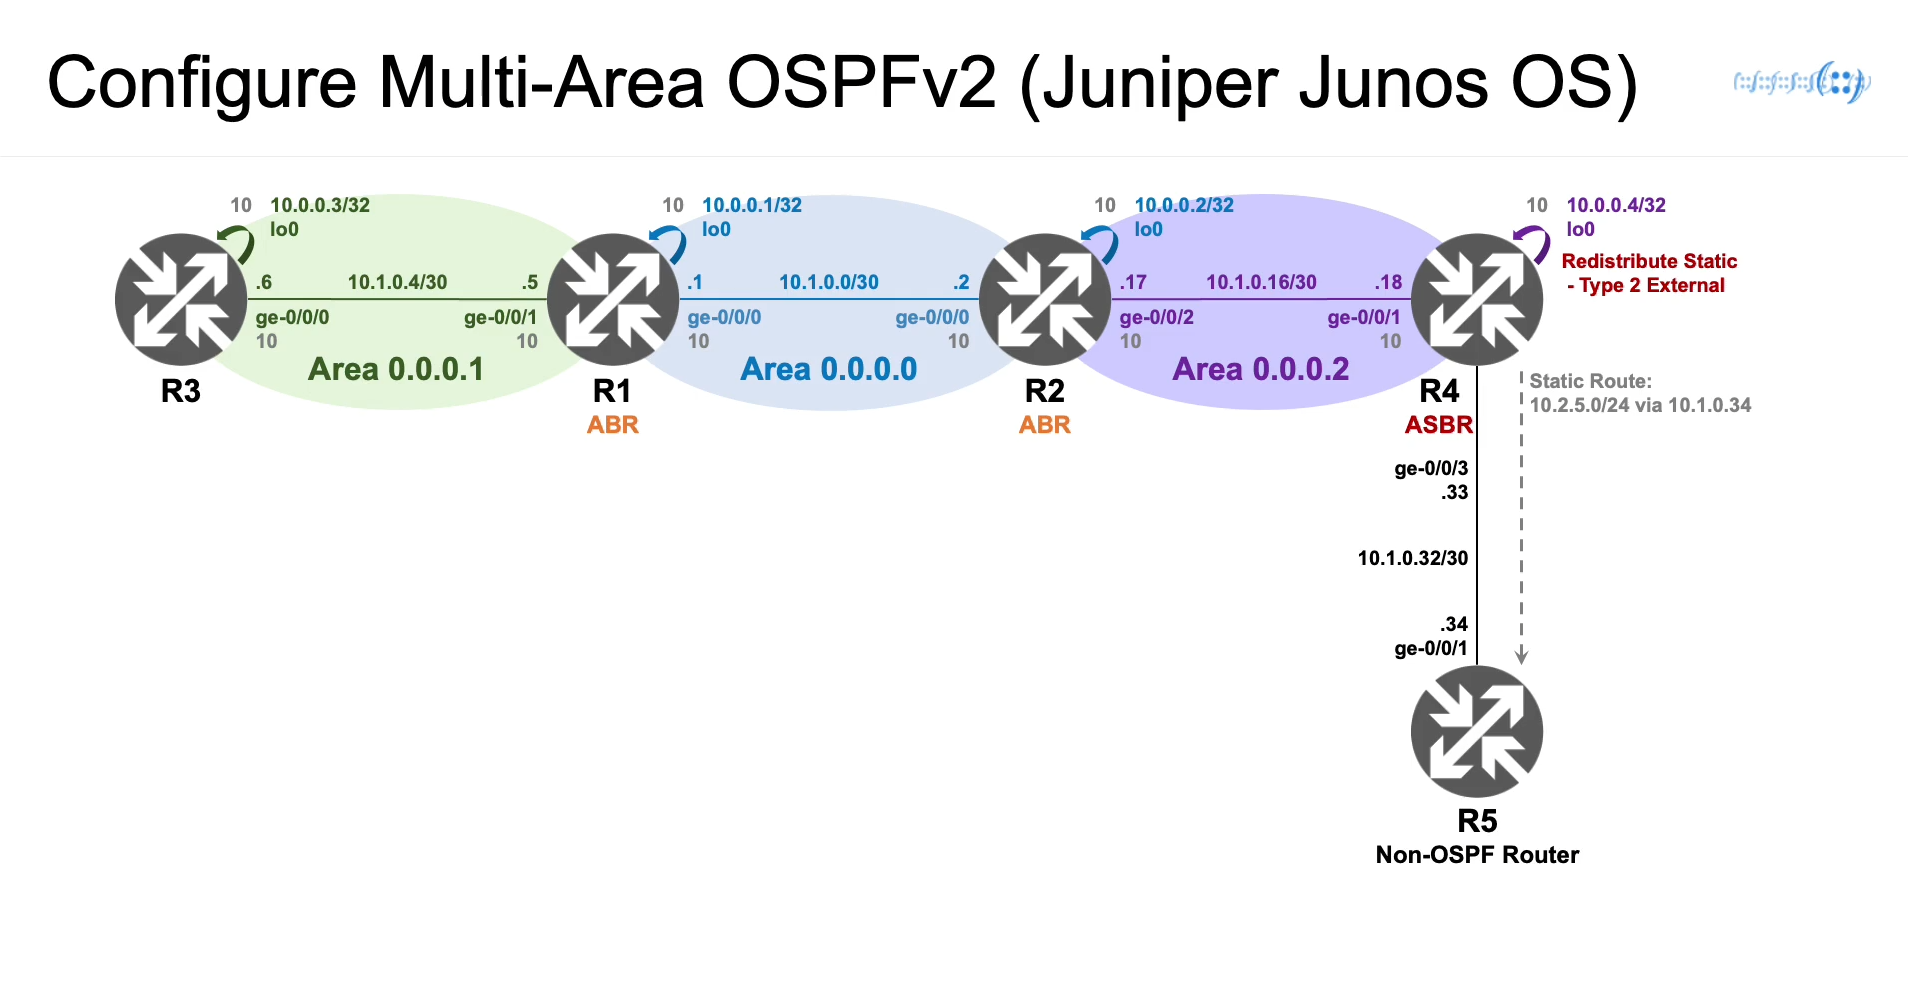 Configure Multi-Area OSPFv2 (Juniper Junos OS)
10
10.0.0.3/32
lo0
10
10.0.0.1/32
lo0
10
10.0.0.2/32
lo0
10
10.0.0.4/32
lo0
Redistribute Static
- Type 2 External
.6
10.1.0.4/30
.5
ge-0/0/0
ge-0/0/1
10
10
Area 0.0.0.1
.1
10.1.0.0/30
.2
ge-0/0/0
ge-0/0/0
10
10
Area 0.0.0.0
.17
10.1.0.16/30
.18
ge-0/0/2
ge-0/0/1
10
10
Area 0.0.0.2
R3
R1
ABR
R2
ABR
R4
ASBR
Static Route:
10.2.5.0/24 via 10.1.0.34
ge-0/0/3
.33
10.1.0.32/30
.34
ge-0/0/1
R5
Non-OSPF Router